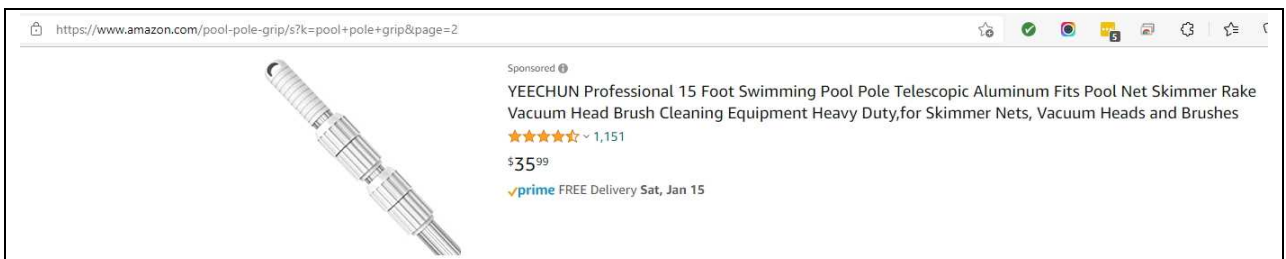 https://www.amazon.com/pool-pole-grip/s?k=pool+pole+grip&page=2
5
Sponsored
YEECHUN Professional 15 Foot Swimming Pool Pole Telescopic Aluminum Fits Pool Net Skimmer Rake
Vacuum Head Brush Cleaning Equipment Heavy Duty,for Skimmer Nets, Vacuum Heads and Brushes
1,151
$3599
prime FREE Delivery Sat, Jan 15